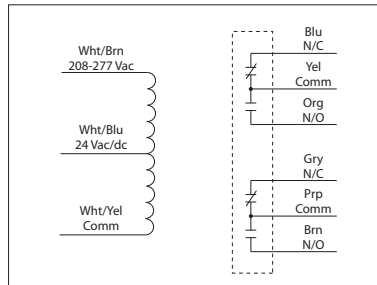 Wht/Brn
208-277 Vac
Wht/Blu
24 Vac/dc
Wht/Yel
Comm
Blu
N/C
Yel
Comm
Org
N/O
Gry
N/C
Prp
Comm
Brn
N/O